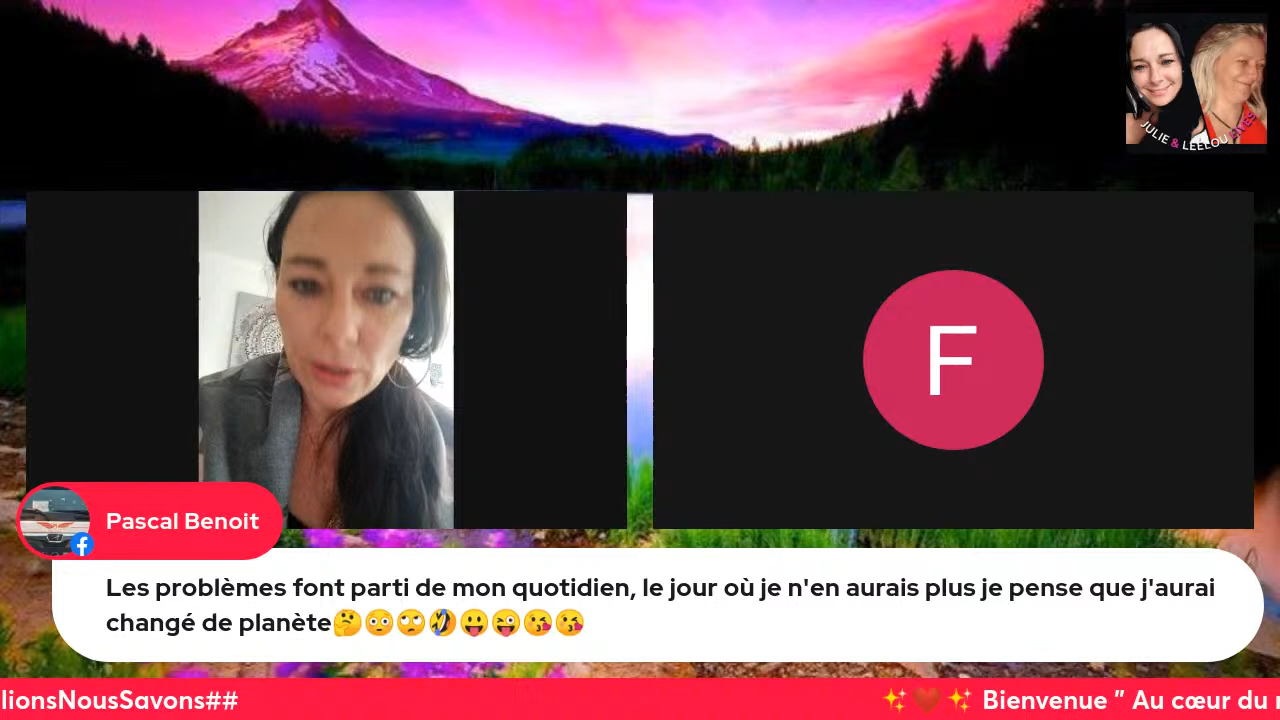 JULIE & LEELOU AMES
F
Pascal Benoit
Les problèmes font parti de mon quotidien, le jour où je n'en aurais plus je pense que j'aurai
changé de planète🤔😳🙄🤣😛😜😘😘
lionsNousSavons## ✨❤️✨ Bienvenue " Au cœur du